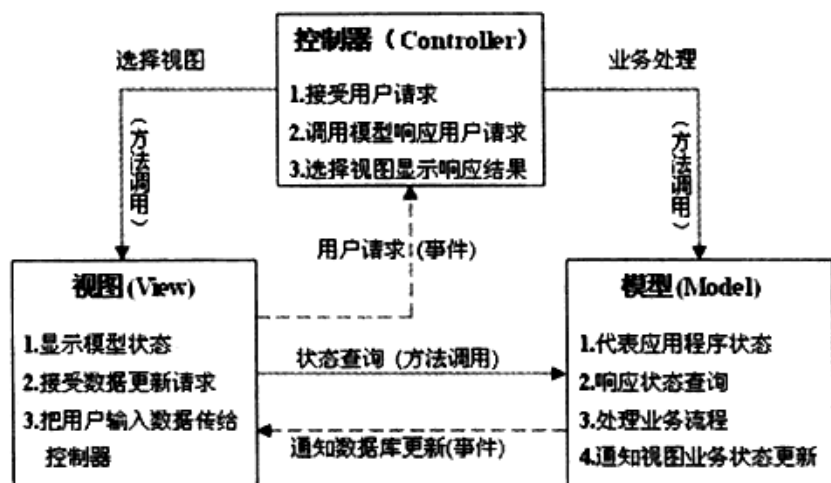 控制器（Controller）
1.接受用户请求
2.调用模型响应用户请求
3.选择视图显示响应结果
选择视图
(方法调用)
业务处理
(方法调用)
用户请求 (事件)
视图(View)
1.显示模型状态
2.接受数据更新请求
3.把用户输入数据传给
控制器
状态查询 (方法调用)
通知数据库更新(事件)
模型(Model)
1.代表应用程序状态
2.响应状态查询
3.处理业务流程
4.通知视图业务状态更新